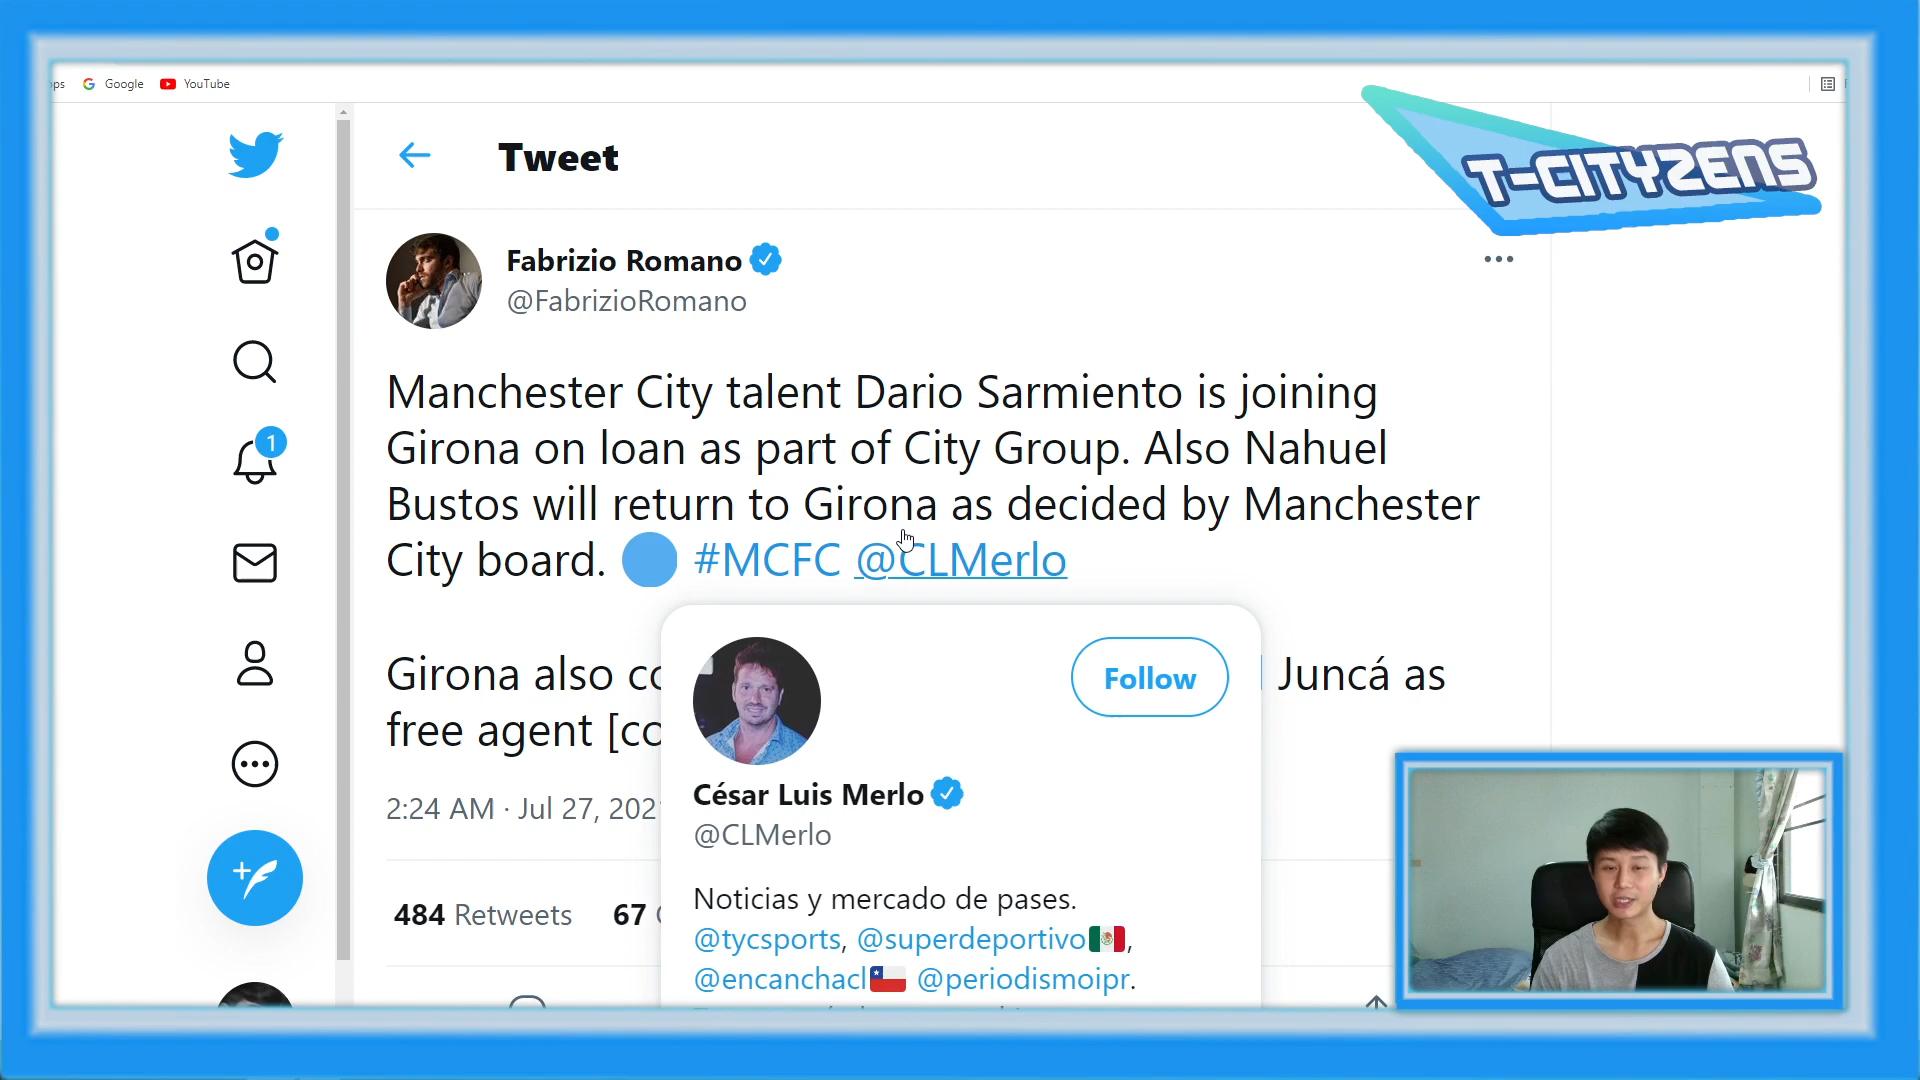 Google YouTube
T-CITYZENS
Tweet
Fabrizio Romano
@FabrizioRomano
1
Manchester City talent Dario Sarmiento is joining
Girona on loan as part of City Group. Also Nahuel
Bustos will return to Girona as decided by Manchester
City board. #MCFC @CLMerlo
Girona also co Juncá as
free agent [co
Follow
César Luis Merlo
@CLMerlo
2:24 AM · Jul 27, 202
Noticias y mercado de pases.
484 Retweets 67
@tycsports, @superdeportivo,
@encanchacl @periodismoipr.